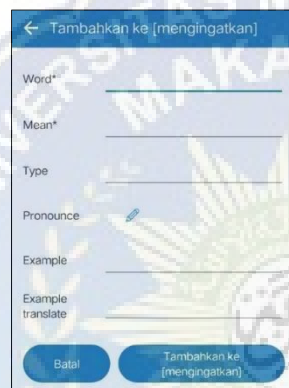 Tambahkan ke [mengingatkan]
Word*
Mean*
Type
Pronounce
Example
Example
translate
Batal
Tambahkan ke
[mengingatkan]